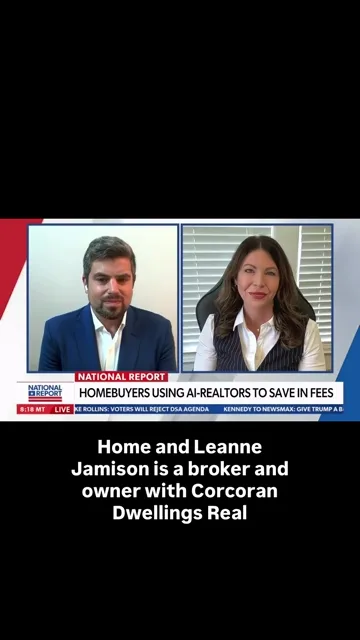 NATIONAL REPORT
HOMEBUYERS USING AI-REALTORS TO SAVE IN FEES
NATIONAL
REPORT
8:18 MT LIVE KE ROLLINS: VOTERS WILL REJECT DSA AGENDA KENNEDY TO NEWSMAX: GIVE TRUMP A B
Home and Leanne
Jamison is a broker and
owner with Corcoran
Dwellings Real